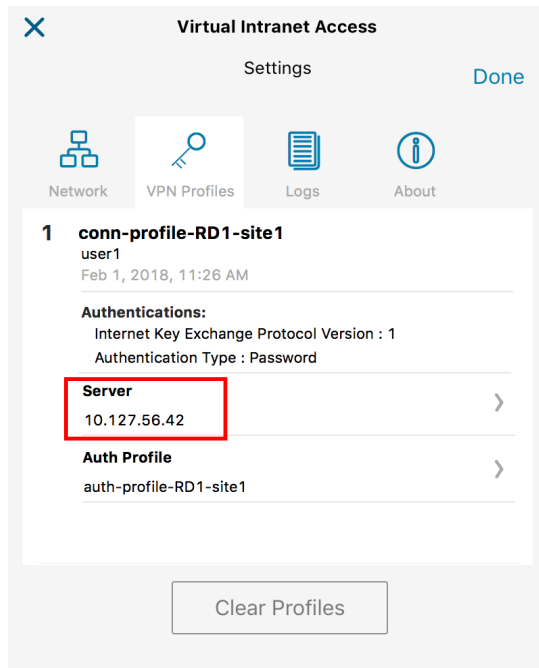 Virtual Intranet Access
Settings
Done
Network
VPN Profiles
Logs
About
1 conn-profile-RD1-site1
user1
Feb 1, 2018, 11:26 AM
Authentications:
Internet Key Exchange Protocol Version : 1
Authentication Type : Password
Server
10.127.56.42
Auth Profile
auth-profile-RD1-site1
Clear Profiles